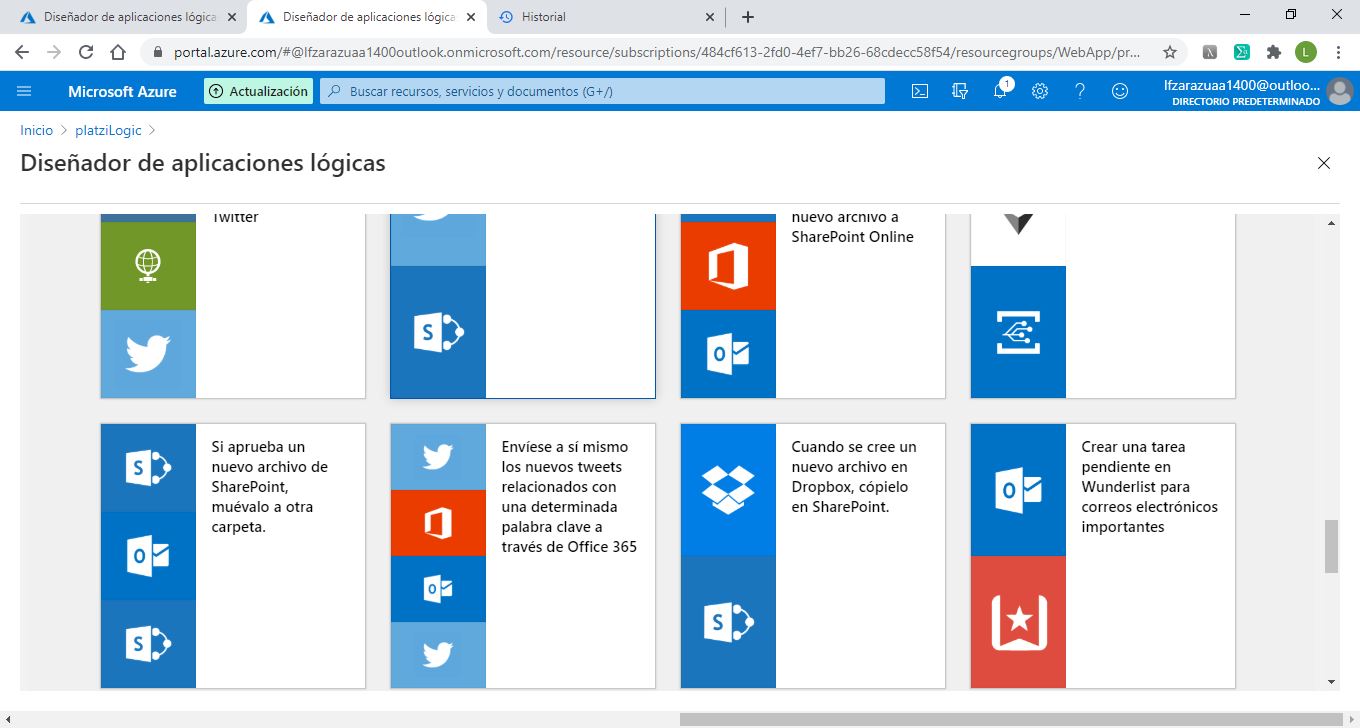 Diseñador de aplicaciones lógica
Diseñador de aplicaciones lógica
Historial
portal.azure.com/#@lfzarazuaa1400outlook.onmicrosoft.com/resource/subscriptions/484cf613-2fd0-4ef7-bb26-68cdecc58f54/resourcegroups/WebApp/pr...
L
Microsoft Azure
Actualización
Buscar recursos, servicios y documentos (G+/)
1
lfzarazuaa1400@outloo...
DIRECTORIO PREDETERMINADO
Inicio > platziLogic >
Diseñador de aplicaciones lógicas
Twitter
nuevo archivo a
SharePoint Online
Si aprueba un
nuevo archivo de
SharePoint,
muévalo a otra
carpeta.
Envíese a sí mismo
los nuevos tweets
relacionados con
una determinada
palabra clave a
través de Office 365
Cuando se cree un
nuevo archivo en
Dropbox, cópielo
en SharePoint.
Crear una tarea
pendiente en
Wunderlist para
correos electrónicos
importantes